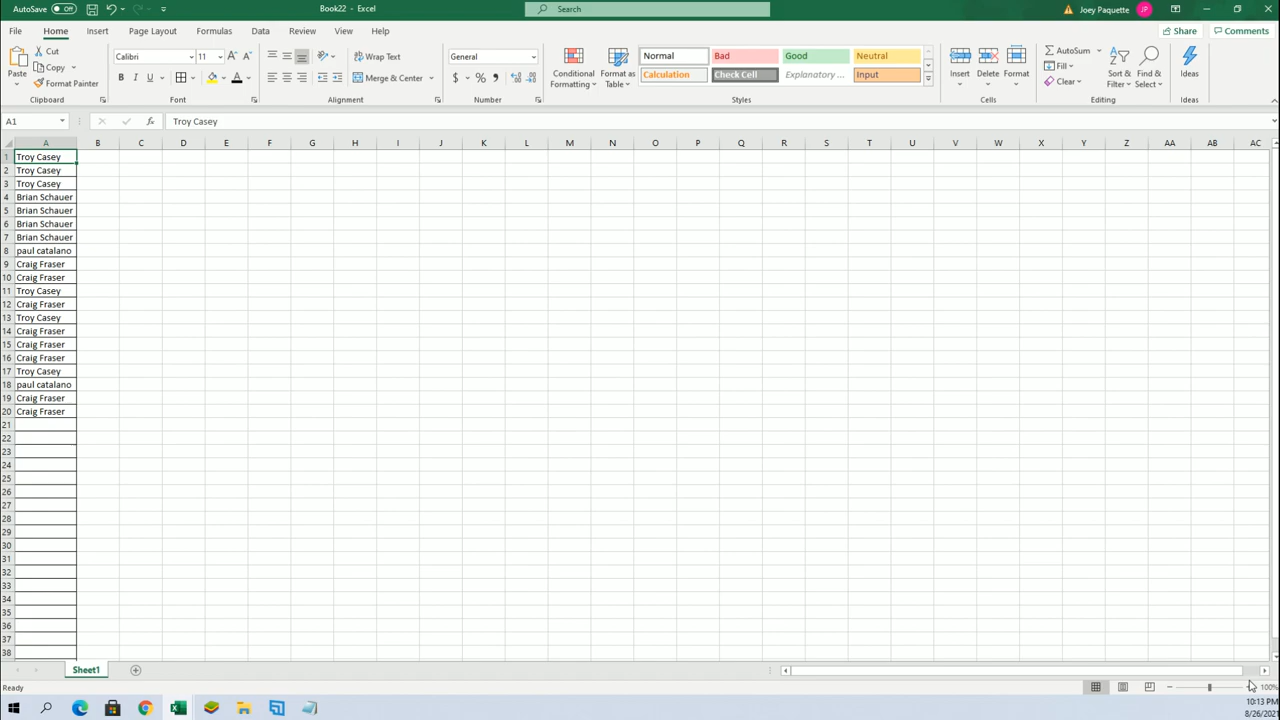 AutoSave Off Book22 - Excel Search Joey Paquette JP
File Home Insert Page Layout Formulas Data Review View Help Share Comments
Paste Cut Copy Format Painter Clipboard
Calibri 11 A A B I U A Font
ab Wrap Text Merge & Center Alignment
General $ % , Number
Conditional Formatting Format as Table
Normal Bad Good Neutral
Calculation Check Cell Explanatory ... Input
Styles
Insert Delete Format Cells
AutoSum Fill Clear Sort & Filter Find & Select Editing
Ideas Ideas
A1 fx Troy Casey
A B C D E F G H I J K L M N O P Q R S T U V W X Y Z AA AB AC
1 Troy Casey
2 Troy Casey
3 Troy Casey
4 Brian Schauer
5 Brian Schauer
6 Brian Schauer
7 Brian Schauer
8 paul catalano
9 Craig Fraser
10 Craig Fraser
11 Troy Casey
12 Craig Fraser
13 Troy Casey
14 Craig Fraser
15 Craig Fraser
16 Craig Fraser
17 Troy Casey
18 paul catalano
19 Craig Fraser
20 Craig Fraser
21
22
23
24
25
26
27
28
29
30
31
32
33
34
35
36
37
38
Sheet1
Ready 100%
10:13 PM
8/26/2021